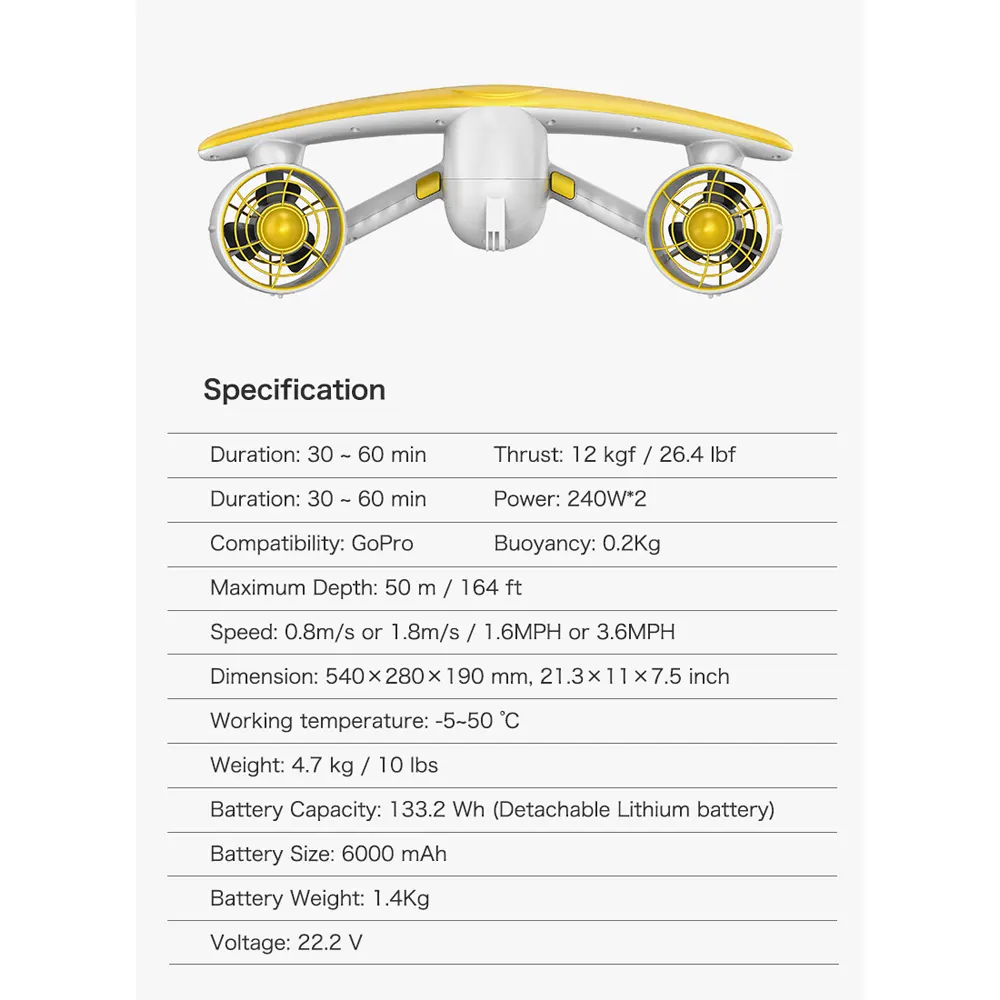 Specification
Duration: 30 ~ 60 min Thrust: 12 kgf / 26.4 lbf
Duration: 30 ~ 60 min Power: 240W*2
Compatibility: GoPro Buoyancy: 0.2Kg
Maximum Depth: 50 m / 164 ft
Speed: 0.8m/s or 1.8m/s / 1.6MPH or 3.6MPH
Dimension: 540×280×190 mm, 21.3×11×7.5 inch
Working temperature: -5~50 ℃
Weight: 4.7 kg / 10 lbs
Battery Capacity: 133.2 Wh (Detachable Lithium battery)
Battery Size: 6000 mAh
Battery Weight: 1.4Kg
Voltage: 22.2 V